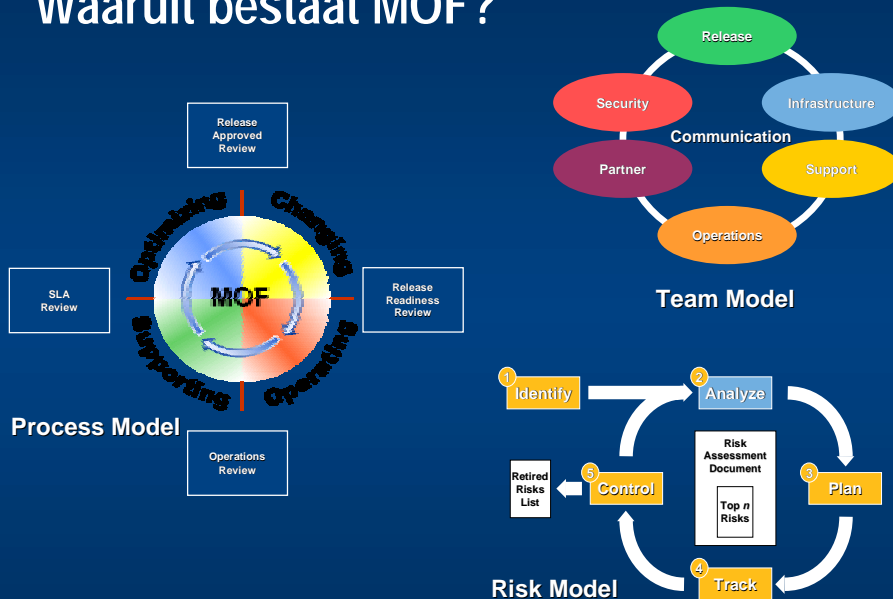 Waaruit bestaat MOF?
Release
Approved
Review
Optimizing
Changing
SLA
Review
MOF
Release
Readiness
Review
Supporting
Operating
Process Model
Operations
Review
Release
Security
Infrastructure
Communication
Partner
Support
Operations
Team Model
1
Identify
2
Analyze
Risk
Assessment
Document
Top n
Risks
Retired
Risks
List
5
Control
3
Plan
4
Track
Risk Model